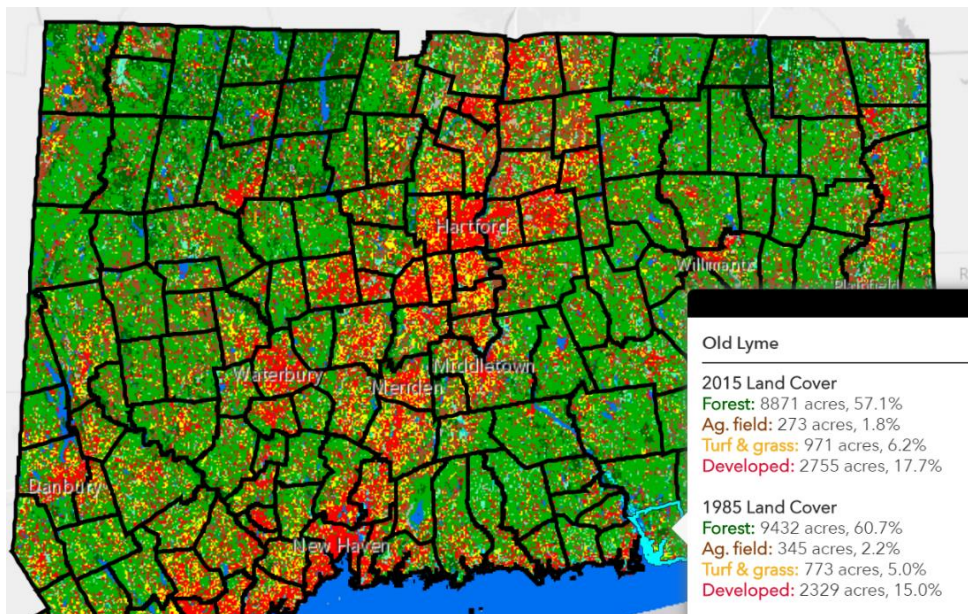 Hartford
Willimantic
Plainfield
Waterbury
Middletown
Meriden
Danbury
New Haven
Old Lyme
2015 Land Cover
Forest: 8871 acres, 57.1%
Ag. field: 273 acres, 1.8%
Turf & grass: 971 acres, 6.2%
Developed: 2755 acres, 17.7%
1985 Land Cover
Forest: 9432 acres, 60.7%
Ag. field: 345 acres, 2.2%
Turf & grass: 773 acres, 5.0%
Developed: 2329 acres, 15.0%